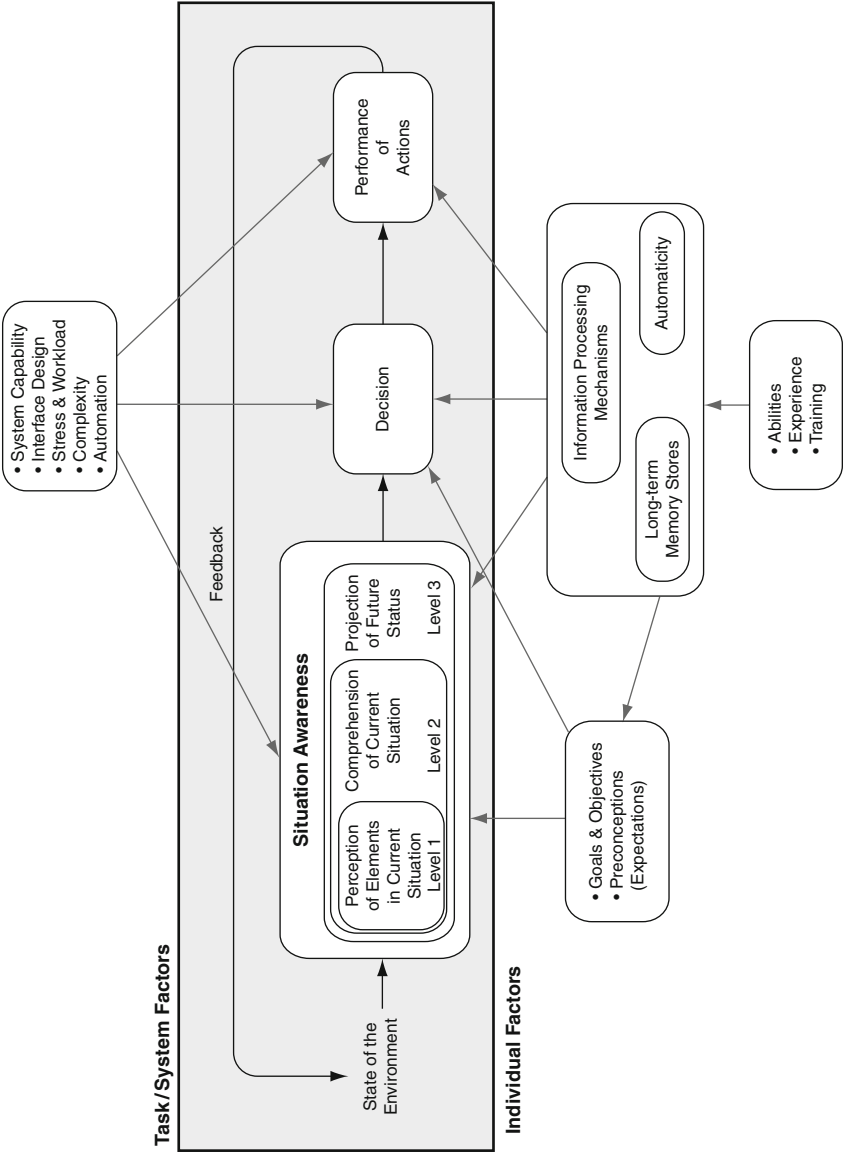 Task/System Factors
• System Capability
• Interface Design
• Stress & Workload
• Complexity
• Automation
Feedback
State of the
Environment
Situation Awareness
Perception
of Elements
in Current
Situation
Level 1
Comprehension
of Current
Situation
Level 2
Projection
of Future
Status
Level 3
Decision
Performance
of
Actions
Individual Factors
• Goals & Objectives
• Preconceptions
(Expectations)
Information Processing
Mechanisms
Long-term
Memory Stores
Automaticity
• Abilities
• Experience
• Training